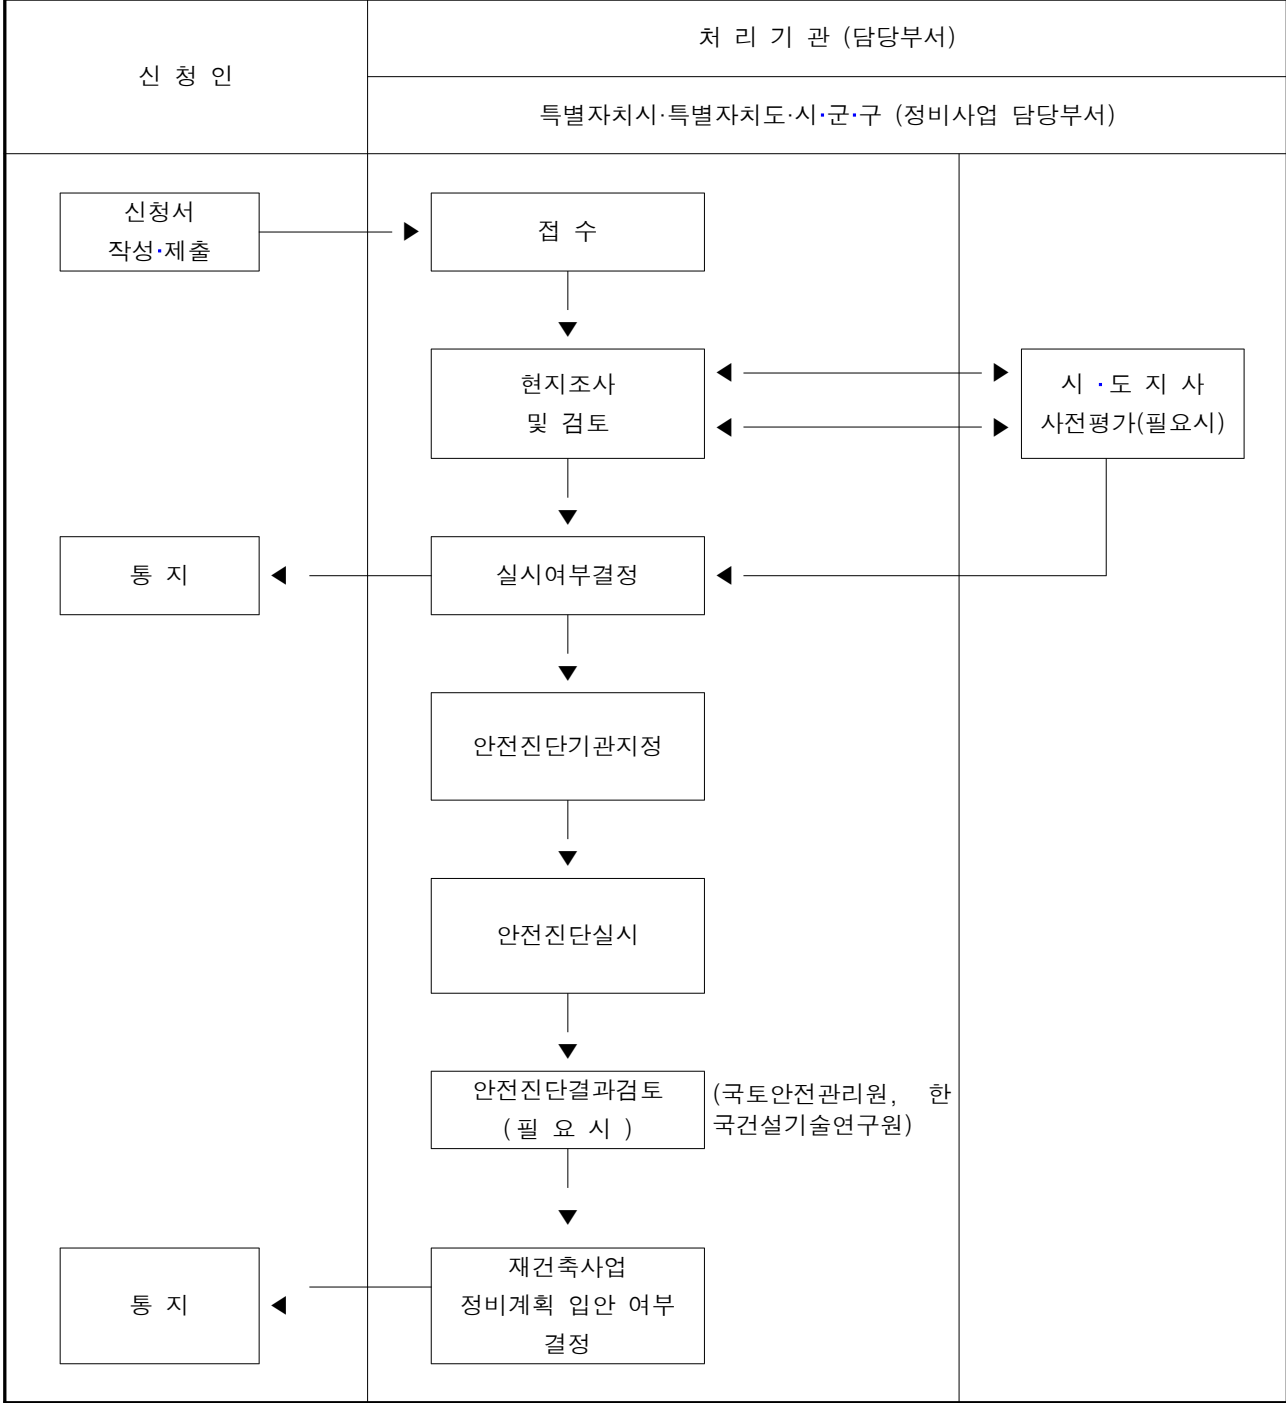 신 청 인
처 리 기 관 (담당부서)
특별자치시·특별자치도·시·군·구 (정비사업 담당부서)
신청서
작성·제출
접 수
현지조사
및 검토
시 ·도 지 사
사전평가(필요시)
통 지
실시여부결정
안전진단기관지정
안전진단실시
안전진단결과검토
(필 요 시 )
(국토안전관리원, 한
국건설기술연구원)
통 지
재건축사업
정비계획 입안 여부
결정